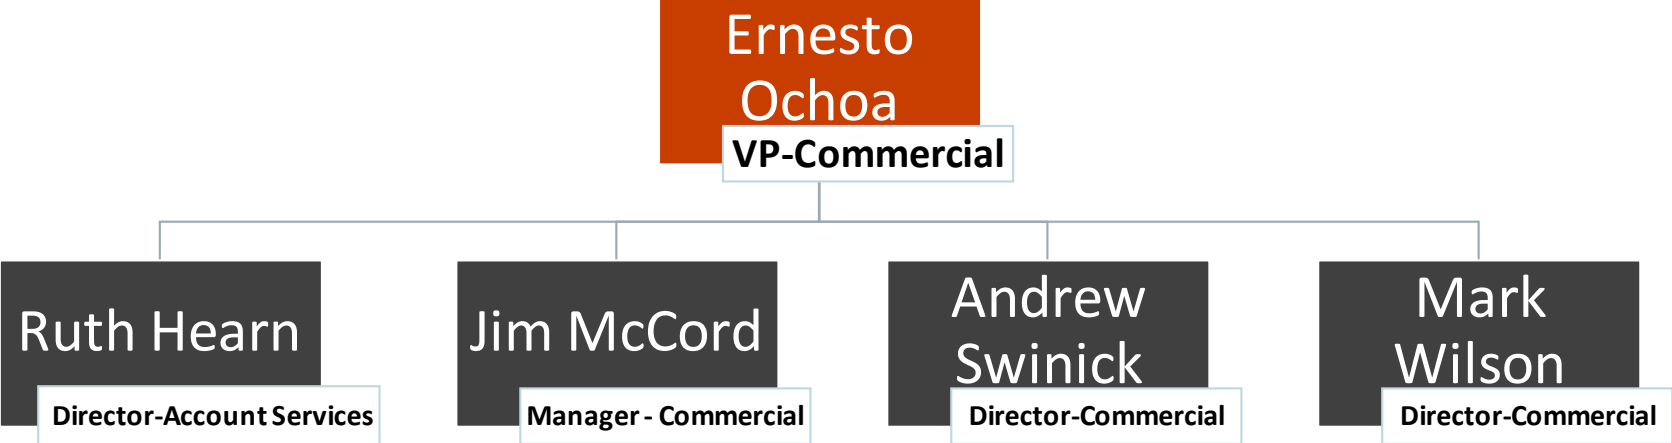 Ernesto
Ochoa
VP-Commercial
Ruth Hearn
Director-Account Services
Jim McCord
Manager - Commercial
Andrew
Swinick
Director-Commercial
Mark
Wilson
Director-Commercial